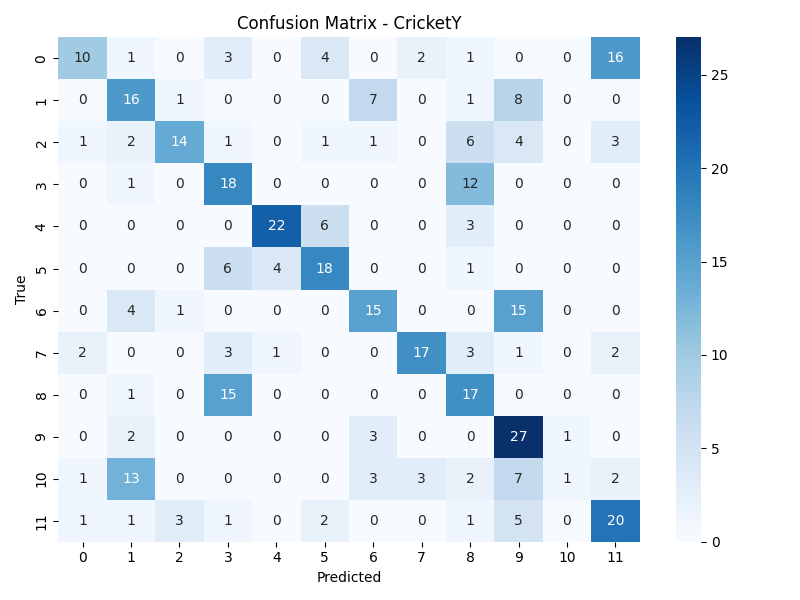 Confusion Matrix - CricketY
0 10 1 0 3 0 4 0 2 1 0 0 16
1 0 16 1 0 0 0 7 0 1 8 0 0
2 1 2 14 1 0 1 1 0 6 4 0 3
3 0 1 0 18 0 0 0 0 12 0 0 0
4 0 0 0 0 22 6 0 0 3 0 0 0
5 0 0 0 6 4 18 0 0 1 0 0 0
6 0 4 1 0 0 0 15 0 0 15 0 0
7 2 0 0 3 1 0 0 17 3 1 0 2
8 0 1 0 15 0 0 0 0 17 0 0 0
9 0 2 0 0 0 0 3 0 0 27 1 0
10 1 13 0 0 0 0 3 3 2 7 1 2
11 1 1 3 1 0 2 0 0 1 5 0 20
0 1 2 3 4 5 6 7 8 9 10 11
Predicted
True
25
20
15
10
5
0